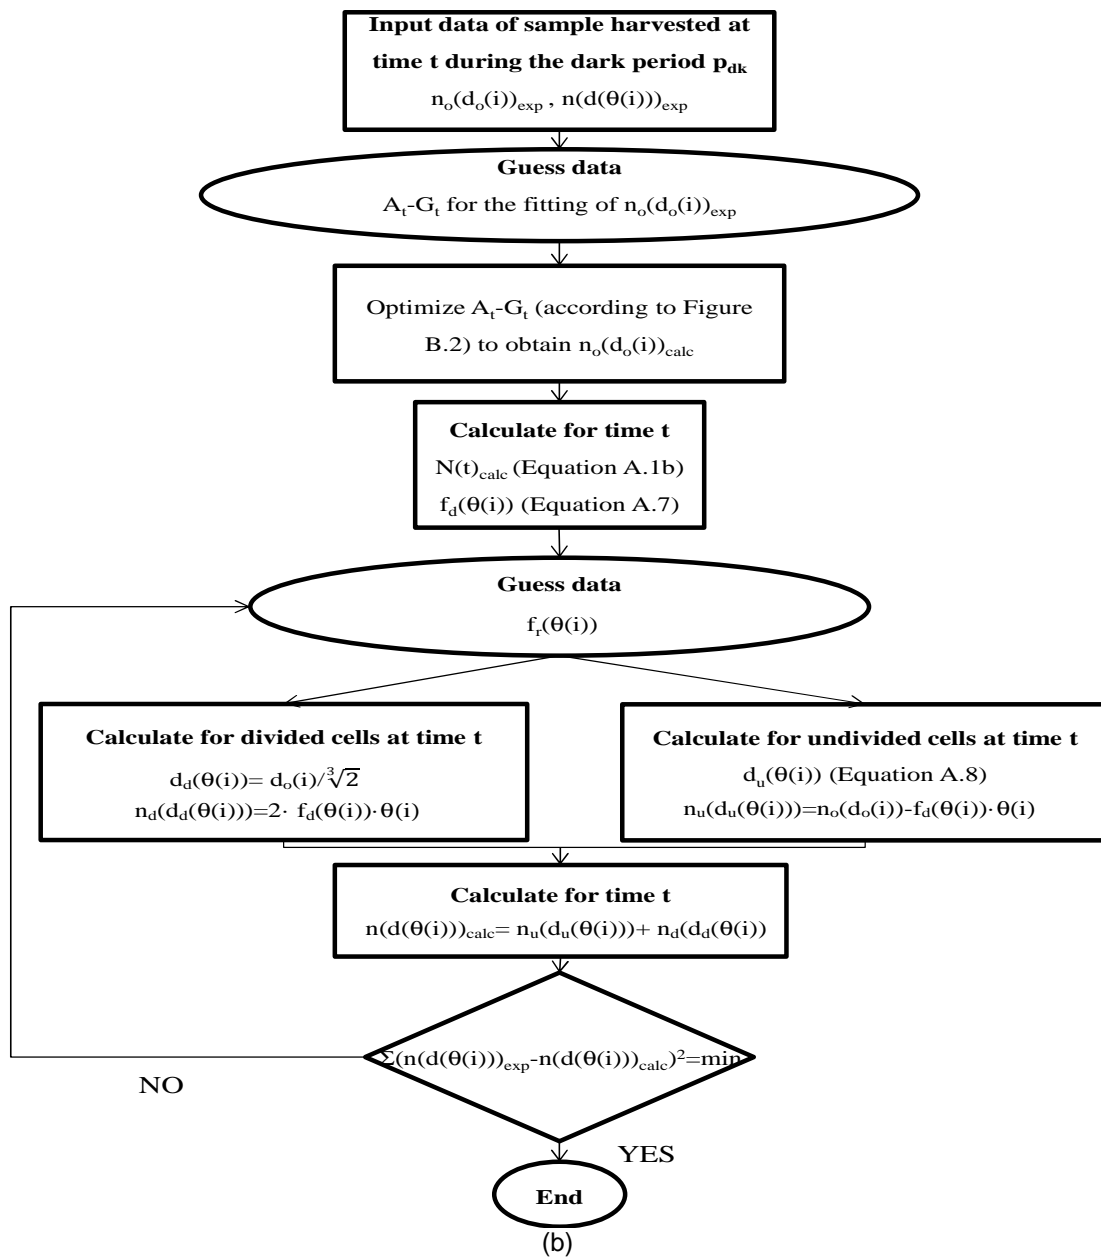 Input data of sample harvested at
time t during the dark period p_dk
n_o(d_o(i))_exp , n(d(θ(i)))_exp
Guess data
A_t-G_t for the fitting of n_o(d_o(i))_exp
Optimize A_t-G_t (according to Figure
B.2) to obtain n_o(d_o(i))_calc
Calculate for time t
N(t)_calc (Equation A.1b)
f_d(θ(i)) (Equation A.7)
Guess data
f_r(θ(i))
Calculate for divided cells at time t
d_d(θ(i))= d_o(i)/∛2
n_d(d_d(θ(i)))=2· f_d(θ(i))·θ(i)
Calculate for undivided cells at time t
d_u(θ(i)) (Equation A.8)
n_u(d_u(θ(i)))=n_o(d_o(i))-f_d(θ(i))·θ(i)
Calculate for time t
n(d(θ(i)))_calc= n_u(d_u(θ(i)))+ n_d(d_d(θ(i))
Σ(n(d(θ(i)))_exp-n(d(θ(i)))_calc)²=min
NO
YES
End
(b)